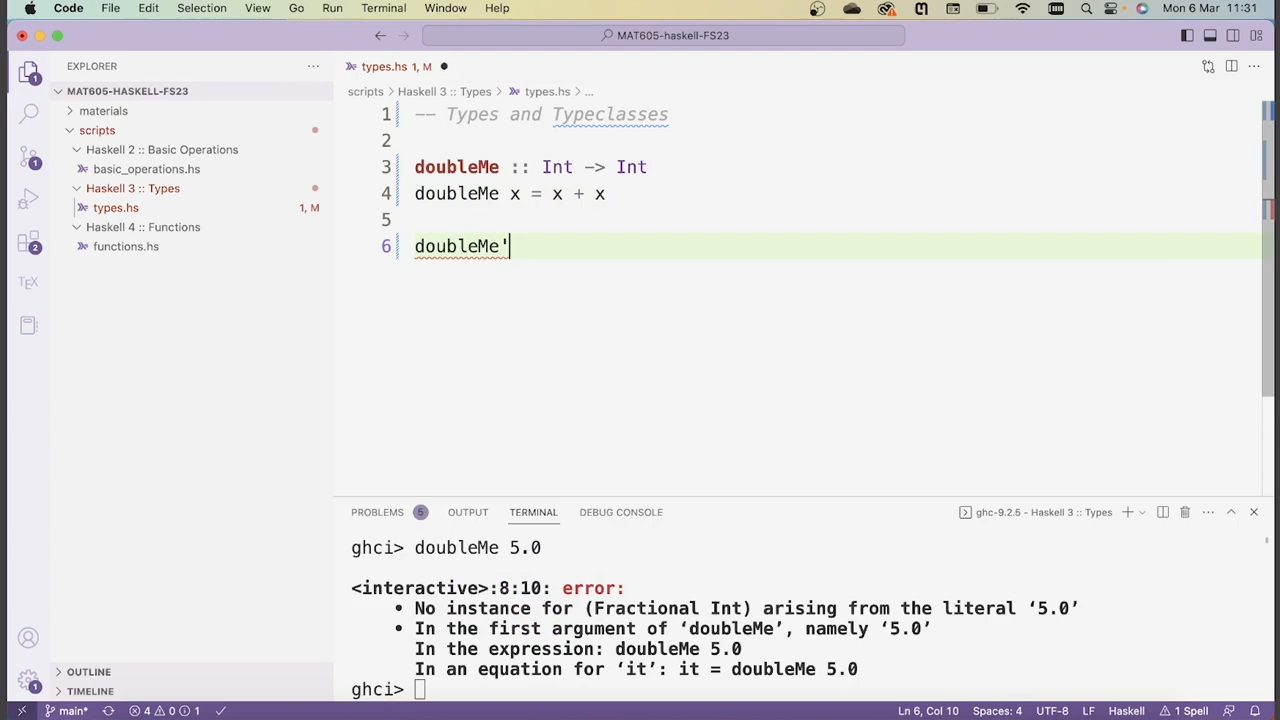 Code File Edit Selection View Go Run Terminal Window Help Mon 6 Mar 11:31
MAT605-haskell-FS23
EXPLORER
types.hs 1, M
MAT605-HASKELL-FS23
scripts > Haskell 3 :: Types > types.hs > ...
materials
scripts
Haskell 2 :: Basic Operations
basic_operations.hs
Haskell 3 :: Types
types.hs 1, M
Haskell 4 :: Functions
functions.hs
OUTLINE
TIMELINE
1 -- Types and Typeclasses
2
3 doubleMe :: Int -> Int
4 doubleMe x = x + x
5
6 doubleMe'
PROBLEMS 5 OUTPUT TERMINAL DEBUG CONSOLE ghc-9.2.5 - Haskell 3 :: Types
ghci> doubleMe 5.0
<interactive>:8:10: error:
• No instance for (Fractional Int) arising from the literal ‘5.0’
• In the first argument of ‘doubleMe’, namely ‘5.0’
In the expression: doubleMe 5.0
In an equation for ‘it’: it = doubleMe 5.0
ghci>
1
1
2
TEX
1
main* 4 0 1 Ln 6, Col 10 Spaces: 4 UTF-8 LF Haskell 1 Spell